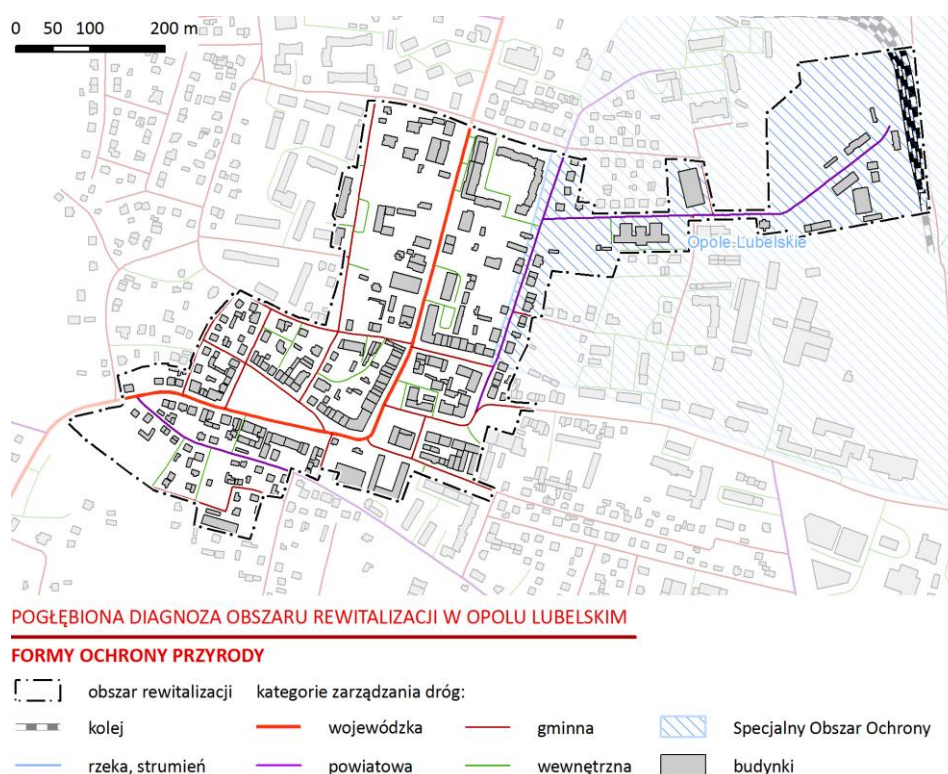 0 50 100 200 m
Opole Lubelskie
POGŁĘBIONA DIAGNOZA OBSZARU REWITALIZACJI W OPOLU LUBELSKIM
FORMY OCHRONY PRZYRODY
obszar rewitalizacji kategorie zarządzania dróg:
kolej wojewódzka gminna Specjalny Obszar Ochrony
rzeka, strumień powiatowa wewnętrzna budynki